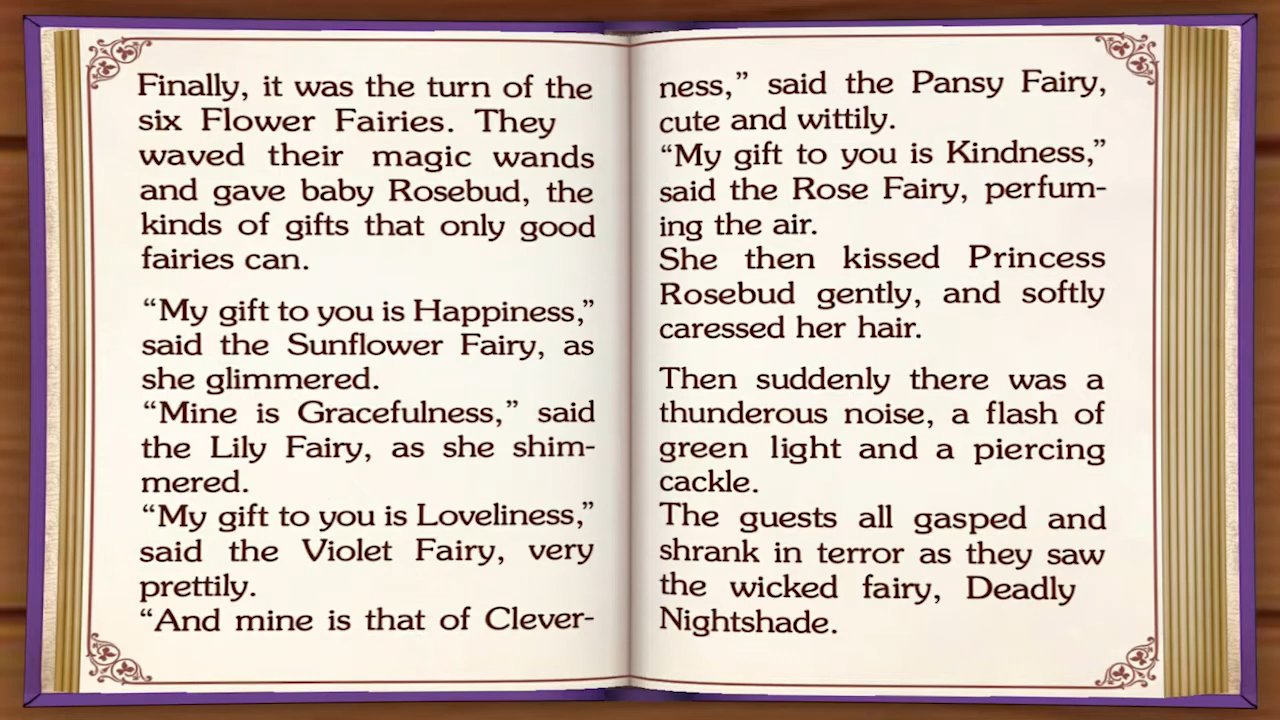 Finally, it was the turn of the
six Flower Fairies. They
waved their magic wands
and gave baby Rosebud, the
kinds of gifts that only good
fairies can.
“My gift to you is Happiness,”
said the Sunflower Fairy, as
she glimmered.
“Mine is Gracefulness,” said
the Lily Fairy, as she shim-
mered.
“My gift to you is Loveliness,”
said the Violet Fairy, very
prettily.
“And mine is that of Clever-
ness,” said the Pansy Fairy,
cute and wittily.
“My gift to you is Kindness,”
said the Rose Fairy, perfum-
ing the air.
She then kissed Princess
Rosebud gently, and softly
caressed her hair.
Then suddenly there was a
thunderous noise, a flash of
green light and a piercing
cackle.
The guests all gasped and
shrank in terror as they saw
the wicked fairy, Deadly
Nightshade.